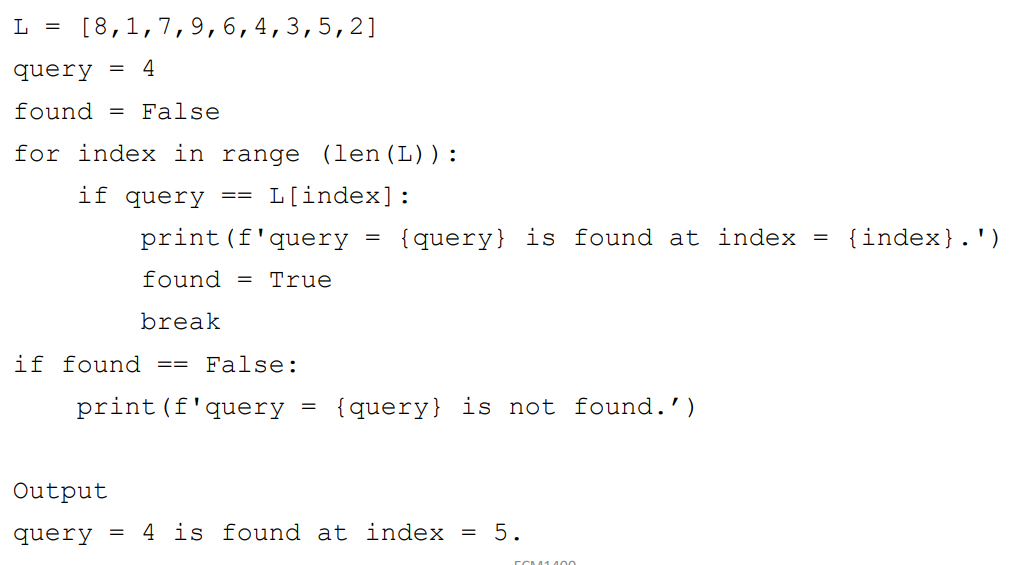 L = [8,1,7,9,6,4,3,5,2]
query = 4
found = False
for index in range (len(L)):
    if query == L[index]:
        print(f'query = {query} is found at index = {index}.')
        found = True
        break
if found == False:
    print(f'query = {query} is not found.’)
Output
query = 4 is found at index = 5.